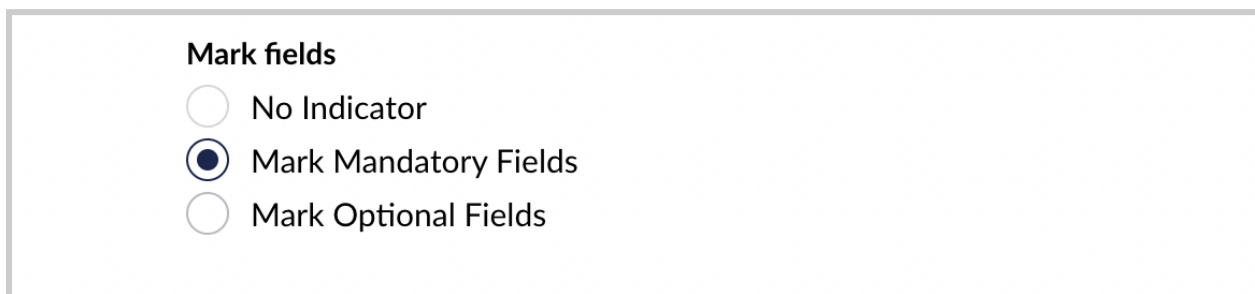 Mark fields
No Indicator
Mark Mandatory Fields
Mark Optional Fields